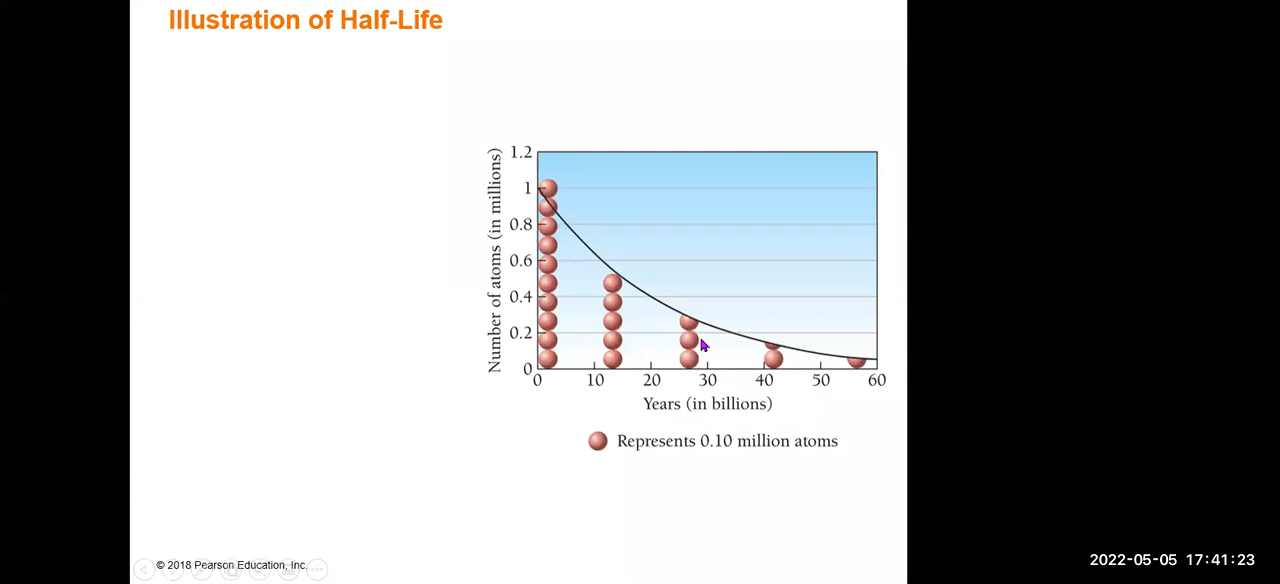 Illustration of Half-Life
Number of atoms (in millions)
1.2
1
0.8
0.6
0.4
0.2
0
0 10 20 30 40 50 60
Years (in billions)
Represents 0.10 million atoms
© 2018 Pearson Education, Inc.
2022-05-05 17:41:23